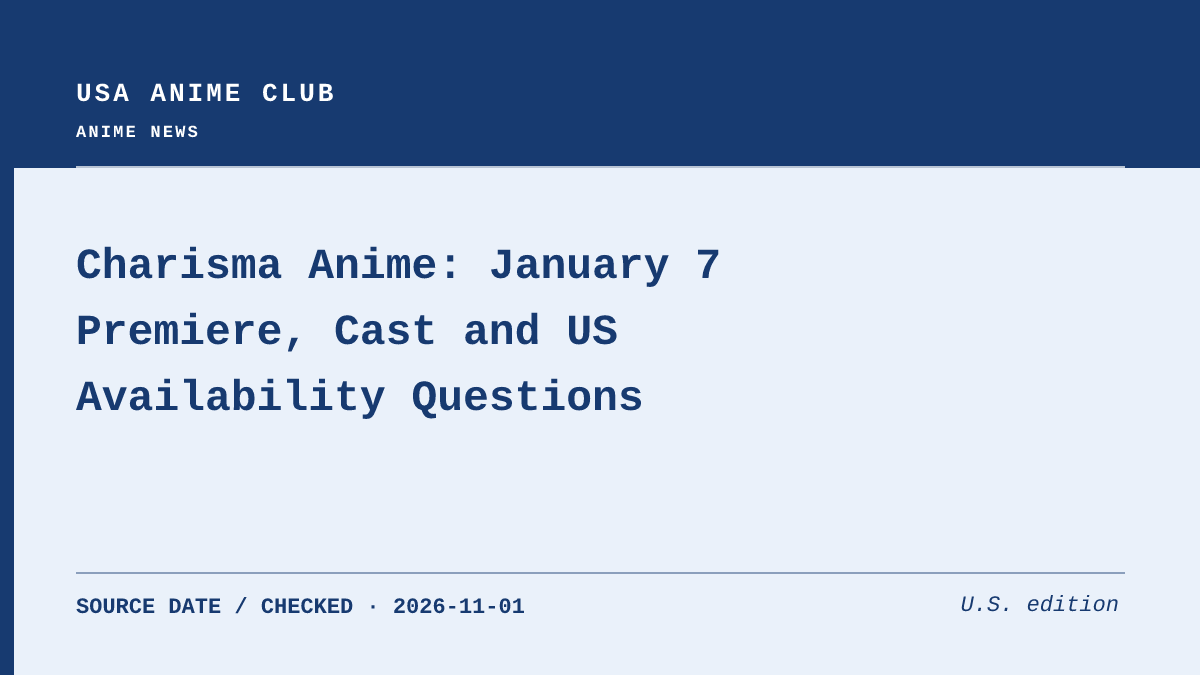 USA ANIME CLUB
ANIME NEWS
Charisma Anime: January 7
Premiere, Cast and US
Availability Questions
SOURCE DATE / CHECKED · 2026-11-01
U.S. edition